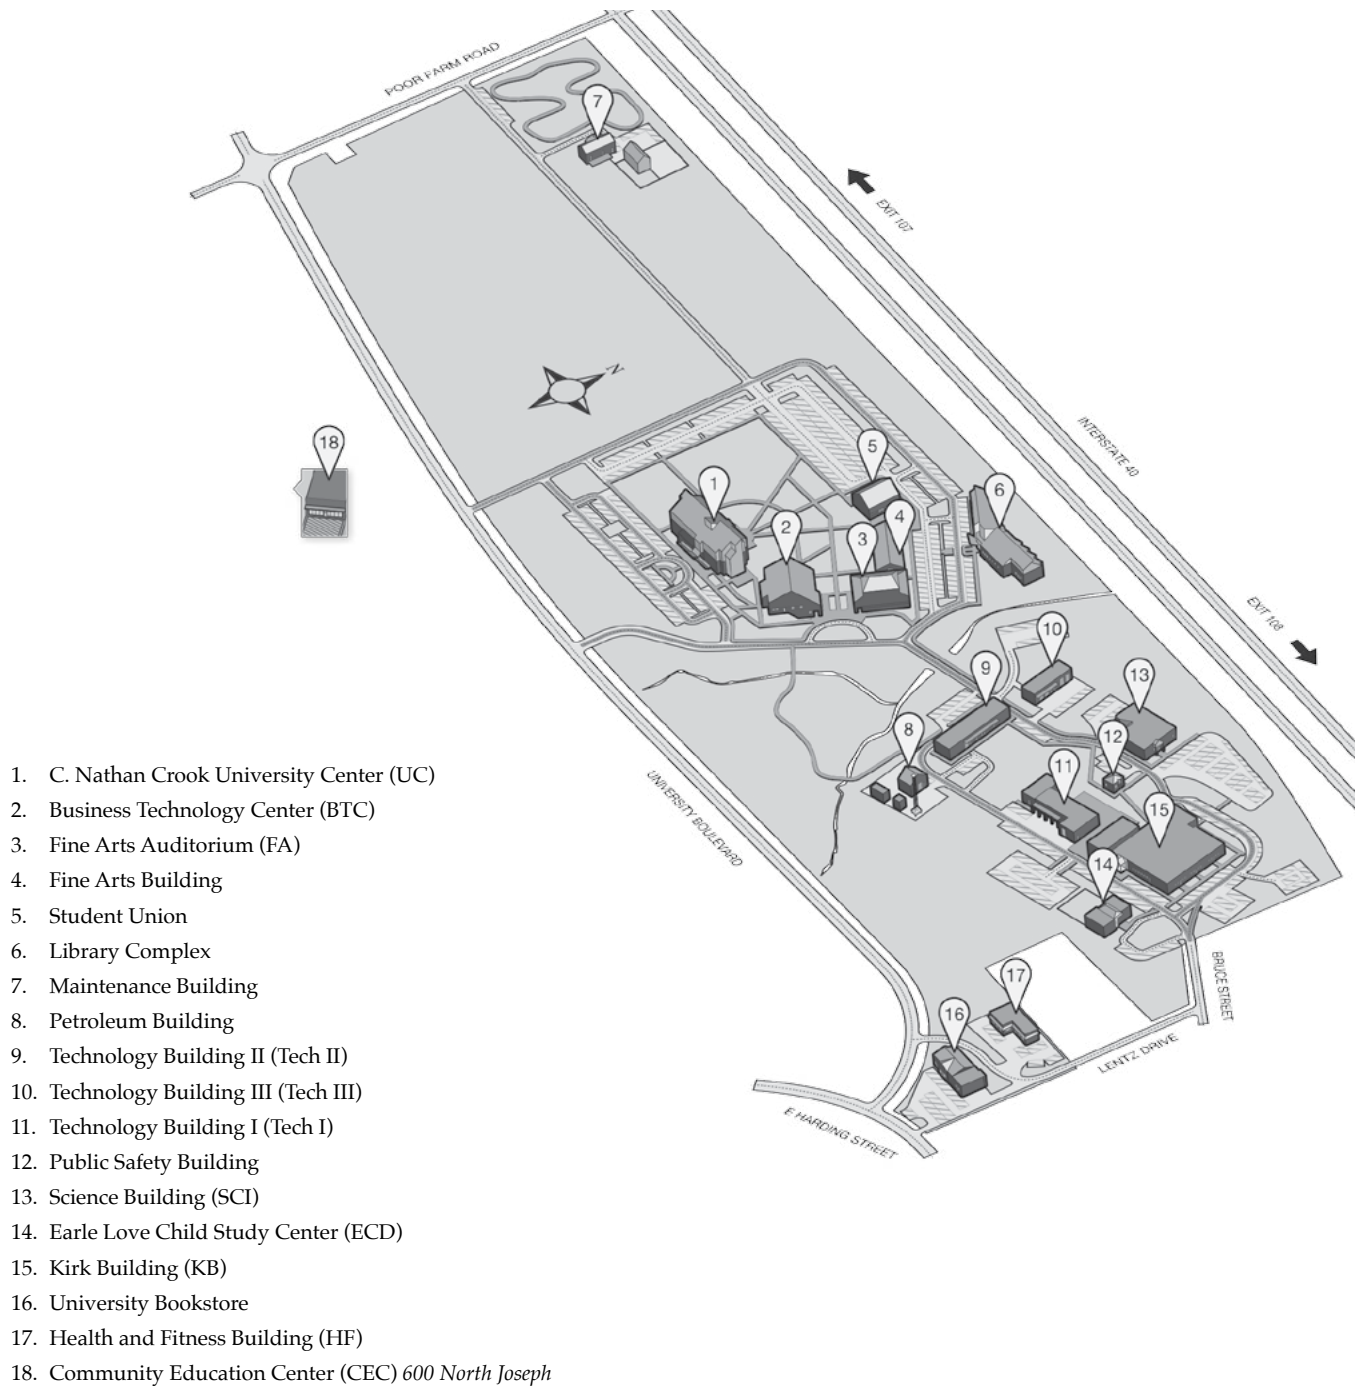 POOR FARM ROAD
7
EXIT 107
N
INTERSTATE 40
18
5
1
6
4
2
3
EXIT 108
10
9
13
8
12
11
15
14
UNIVERSITY BOULEVARD
BRUCE STREET
17
16
LENTZ DRIVE
E HARDING STREET
1. C. Nathan Crook University Center (UC)
2. Business Technology Center (BTC)
3. Fine Arts Auditorium (FA)
4. Fine Arts Building
5. Student Union
6. Library Complex
7. Maintenance Building
8. Petroleum Building
9. Technology Building II (Tech II)
10. Technology Building III (Tech III)
11. Technology Building I (Tech I)
12. Public Safety Building
13. Science Building (SCI)
14. Earle Love Child Study Center (ECD)
15. Kirk Building (KB)
16. University Bookstore
17. Health and Fitness Building (HF)
18. Community Education Center (CEC) 600 North Joseph